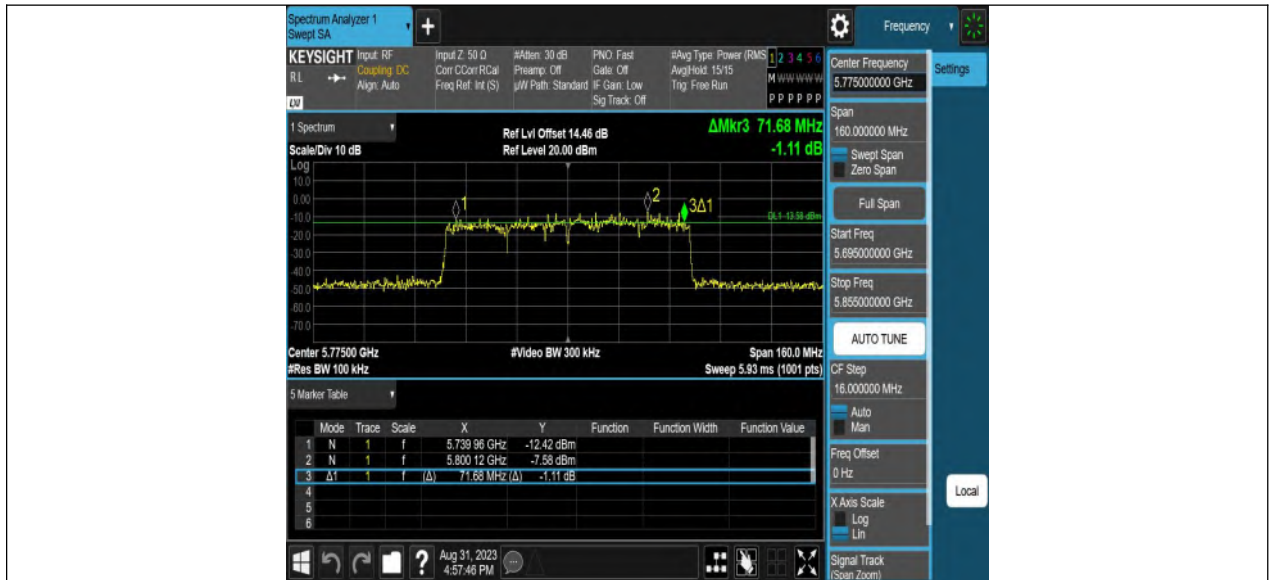 Spectrum Analyzer 1
Swept SA
+
Frequency
KEYSIGHT
RL
LXI
Input: RF
Coupling: DC
Align: Auto
Input Z: 50 Ω
Corr CCorr RCal
Freq Ref: Int (S)
#Atten: 30 dB
Preamp: Off
µW Path: Standard
PNO: Fast
Gate: Off
IF Gain: Low
Sig Track: Off
#Avg Type: Power (RMS
Avg|Hold: 15/15
Trig: Free Run
1 2 3 4 5 6
M W W W W W
P P P P P P
1 Spectrum
Scale/Div 10 dB
Ref Lvl Offset 14.46 dB
Ref Level 20.00 dBm
ΔMkr3 71.68 MHz
-1.11 dB
Log
10.0
0.00
-10.0
-20.0
-30.0
-40.0
-50.0
-60.0
-70.0
1
2
3Δ1
DL1 -13.58 dBm
Center 5.77500 GHz
#Res BW 100 kHz
#Video BW 300 kHz
Span 160.0 MHz
Sweep 5.93 ms (1001 pts)
5 Marker Table
Mode Trace Scale X Y Function Function Width Function Value
1 N 1 f 5.739 96 GHz -12.42 dBm
2 N 1 f 5.800 12 GHz -7.58 dBm
3 Δ1 1 f (Δ) 71.68 MHz (Δ) -1.11 dB
4
5
6
?
Aug 31, 2023
4:57:46 PM
Center Frequency
5.775000000 GHz
Span
160.000000 MHz
Swept Span
Zero Span
Full Span
Start Freq
5.695000000 GHz
Stop Freq
5.855000000 GHz
AUTO TUNE
CF Step
16.000000 MHz
Auto
Man
Freq Offset
0 Hz
X Axis Scale
Log
Lin
Signal Track
(Span Zoom)
Settings
Local